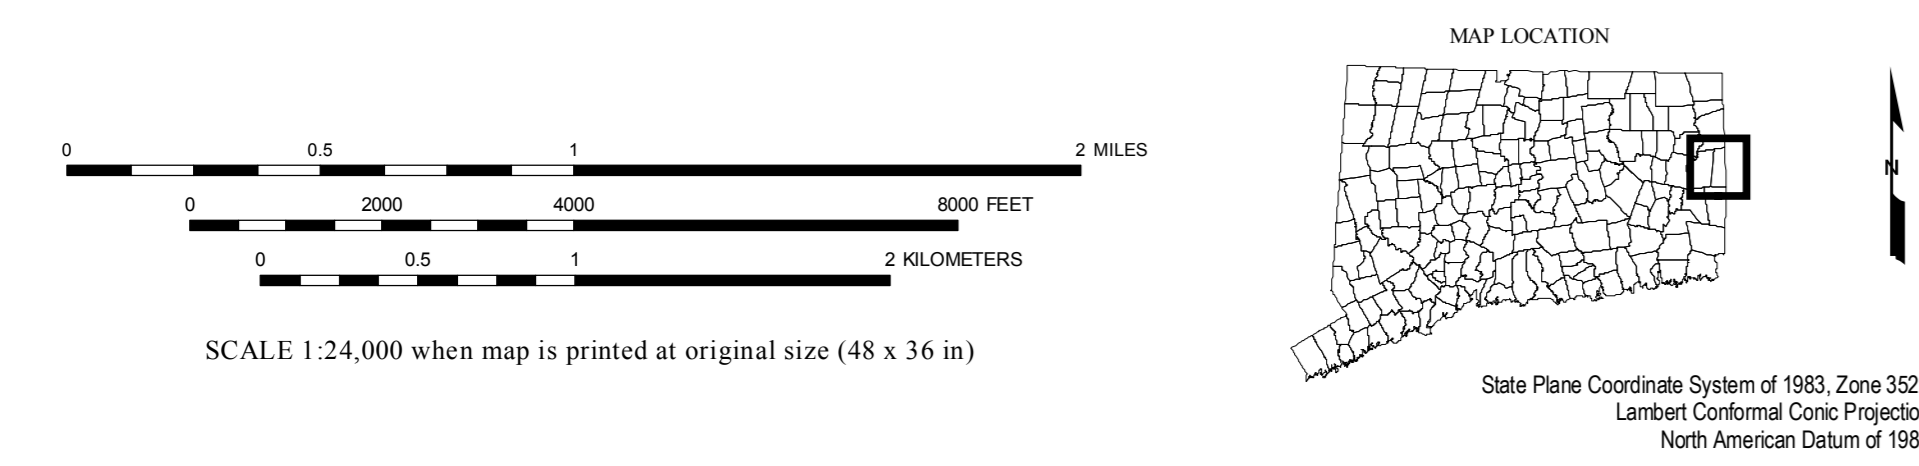 MAP LOCATION
0 0.5 1 2 MILES
0 2000 4000 8000 FEET
0 0.5 1 2 KILOMETERS
SCALE 1:24,000 when map is printed at original size (48 x 36 in)
N
State Plane Coordinate System of 1983, Zone 352
Lambert Conformal Conic Projectio
North American Datum of 198